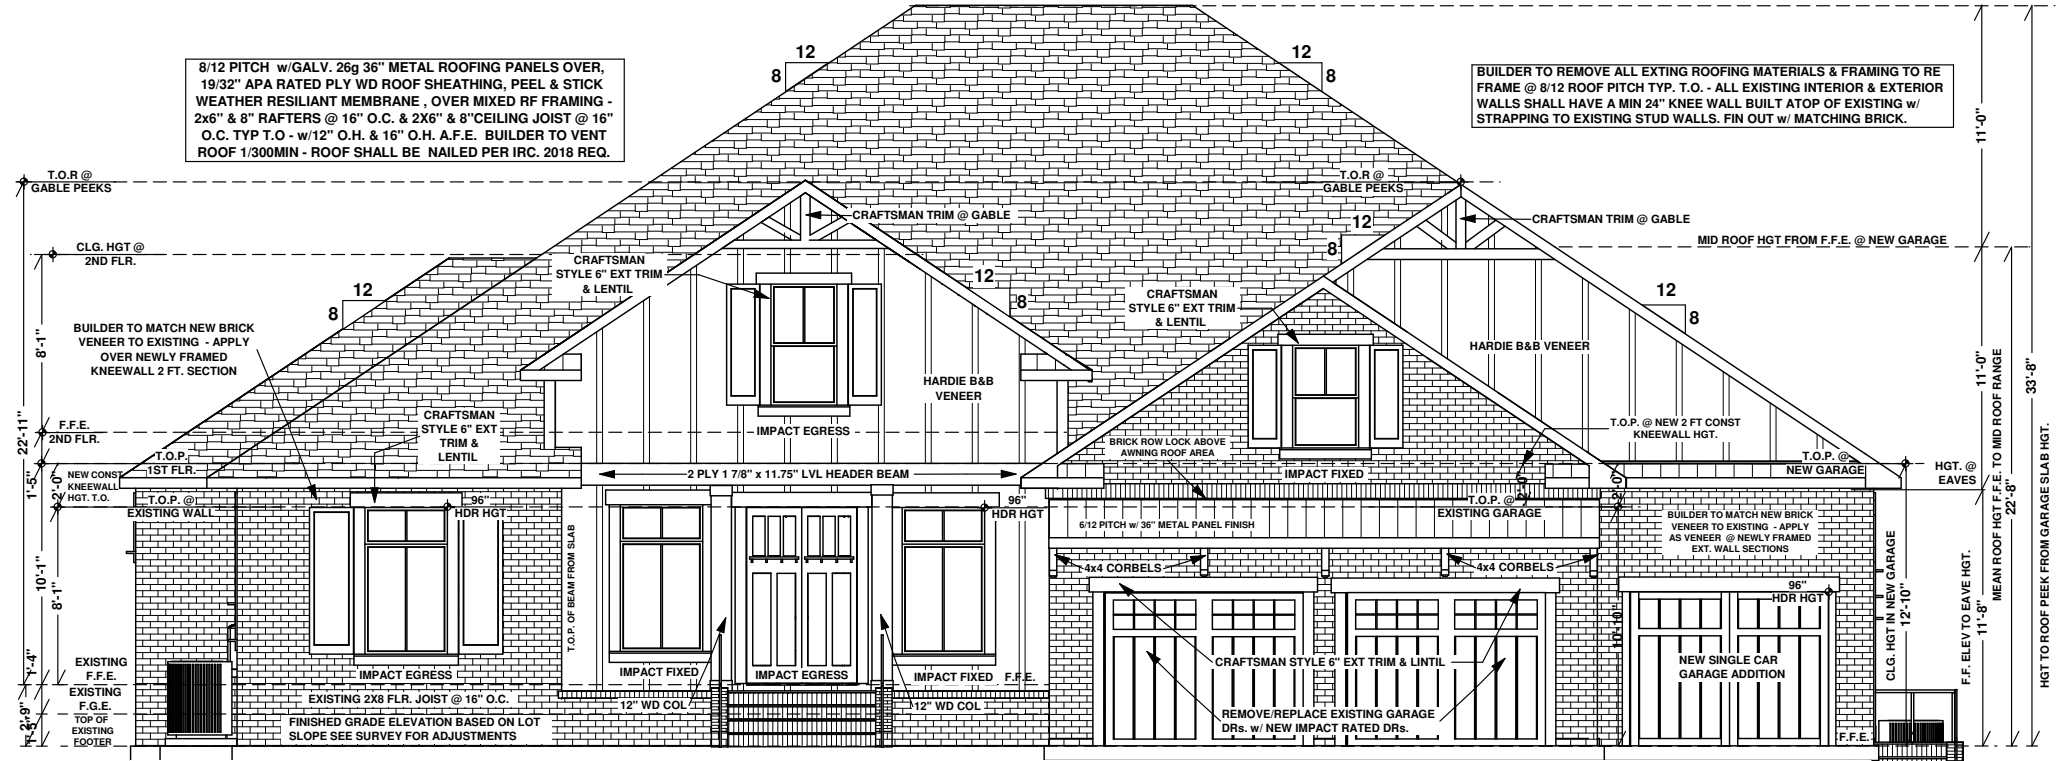 8/12 PITCH w/GALV. 26g 36" METAL ROOFING PANELS OVER,
19/32" APA RATED PLY WD ROOF SHEATHING, PEEL & STICK
WEATHER RESILIANT MEMBRANE , OVER MIXED RF FRAMING -
2x6" & 8" RAFTERS @ 16" O.C. & 2X6" & 8"CEILING JOIST @ 16"
O.C. TYP T.O - w/12" O.H. & 16" O.H. A.F.E. BUILDER TO VENT
ROOF 1/300MIN - ROOF SHALL BE NAILED PER IRC. 2018 REQ.
12
8
12
8
BUILDER TO REMOVE ALL EXTING ROOFING MATERIALS & FRAMING TO RE
FRAME @ 8/12 ROOF PITCH TYP. T.O. - ALL EXISTING INTERIOR & EXTERIOR
WALLS SHALL HAVE A MIN 24" KNEE WALL BUILT ATOP OF EXISTING w/
STRAPPING TO EXISTING STUD WALLS. FIN OUT w/ MATCHING BRICK.
11'-0"
T.O.R @
GABLE PEEKS
T.O.R @
GABLE PEEKS
CRAFTSMAN TRIM @ GABLE
12
8
CRAFTSMAN TRIM @ GABLE
MID ROOF HGT FROM F.F.E. @ NEW GARAGE
CLG. HGT @
2ND FLR.
CRAFTSMAN
STYLE 6" EXT TRIM
& LENTIL
12
8
12
8
CRAFTSMAN
STYLE 6" EXT TRIM
& LENTIL
12
8
BUILDER TO MATCH NEW BRICK
VENEER TO EXISTING - APPLY
OVER NEWLY FRAMED
KNEEWALL 2 FT. SECTION
8'-1"
HARDIE B&B VENEER
HARDIE B&B
VENEER
11'-0"
MEAN ROOF HGT F.F.E. TO MID ROOF RANGE
22'-8"
33'-8"
HGT TO ROOF PEEK FROM GARAGE SLAB HGT.
22'-11"
F.F.E.
2ND FLR.
CRAFTSMAN
STYLE 6" EXT
TRIM &
LENTIL
IMPACT EGRESS
BRICK ROW LOCK ABOVE
AWNING ROOF AREA
T.O.P. @ NEW 2 FT CONST
KNEEWALL HGT.
T.O.P.
1ST FLR.
1'-5"
2'-0"
NEW CONST
KNEEWALL
HGT. T.O.
2 PLY 1 7/8" x 11.75" LVL HEADER BEAM
IMPACT FIXED
T.O.P. @
NEW GARAGE
HGT. @
EAVES
T.O.P. @
EXISTING WALL
96"
HDR HGT
96"
HDR HGT
T.O.P. @
EXISTING GARAGE
2'-0"
2'-0"
6/12 PITCH w/ 36" METAL PANEL FINISH
BUILDER TO MATCH NEW BRICK
VENEER TO EXISTING - APPLY
AS VENEER @ NEWLY FRAMED
EXT. WALL SECTIONS
10'-1"
8'-1"
T.O.P. OF BEAM FROM SLAB
4x4 CORBELS
4x4 CORBELS
96"
HDR HGT
10'-10"
CLG. HGT IN NEW GARAGE
12'-10"
F.F. ELEV TO EAVE HGT.
11'-8"
1'-4"
EXISTING
F.F.E.
IMPACT EGRESS
IMPACT FIXED
IMPACT EGRESS
IMPACT FIXED
F.F.E.
CRAFTSMAN STYLE 6" EXT TRIM & LINTIL
NEW SINGLE CAR
GARAGE ADDITION
EXISTING
F.G.E.
EXISTING 2X8 FLR. JOIST @ 16" O.C.
12" WD COL
12" WD COL
2'-9"
1'-5"
TOP OF
EXISTING
FOOTER
FINISHED GRADE ELEVATION BASED ON LOT
SLOPE SEE SURVEY FOR ADJUSTMENTS
REMOVE/REPLACE EXISTING GARAGE
DRs. w/ NEW IMPACT RATED DRs.
F.F.E.